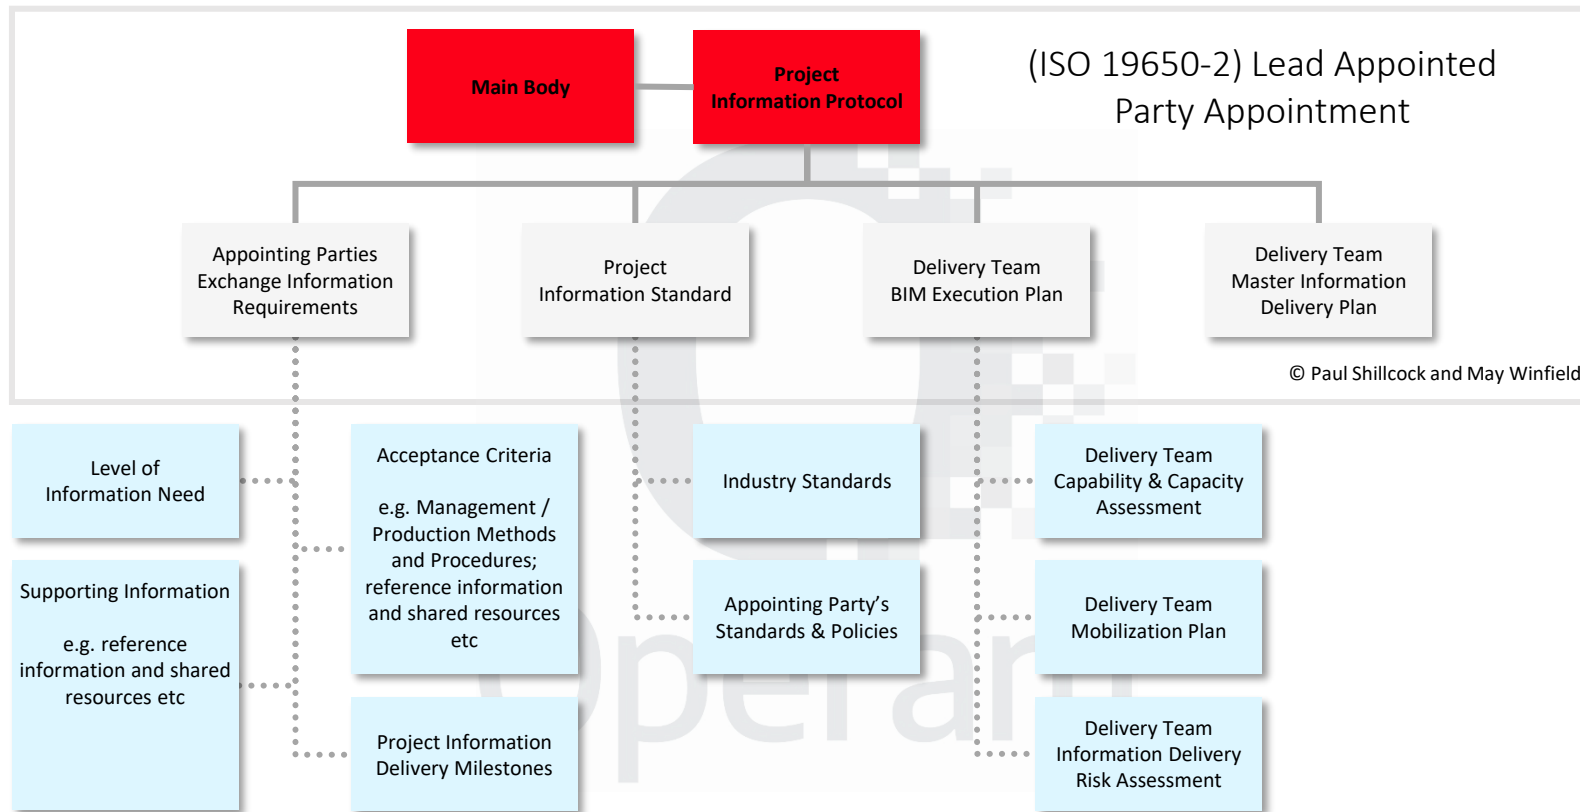 Main Body
Project
Information Protocol
(ISO 19650-2) Lead Appointed
Party Appointment
Appointing Parties
Exchange Information
Requirements
Project
Information Standard
Delivery Team
BIM Execution Plan
Delivery Team
Master Information
Delivery Plan
© Paul Shillcock and May Winfield
Level of
Information Need
Acceptance Criteria
e.g. Management /
Production Methods
and Procedures;
reference information
and shared resources
etc
Industry Standards
Delivery Team
Capability & Capacity
Assessment
Supporting Information
e.g. reference
information and shared
resources etc
Appointing Party’s
Standards & Policies
Delivery Team
Mobilization Plan
Project Information
Delivery Milestones
Delivery Team
Information Delivery
Risk Assessment
Operam